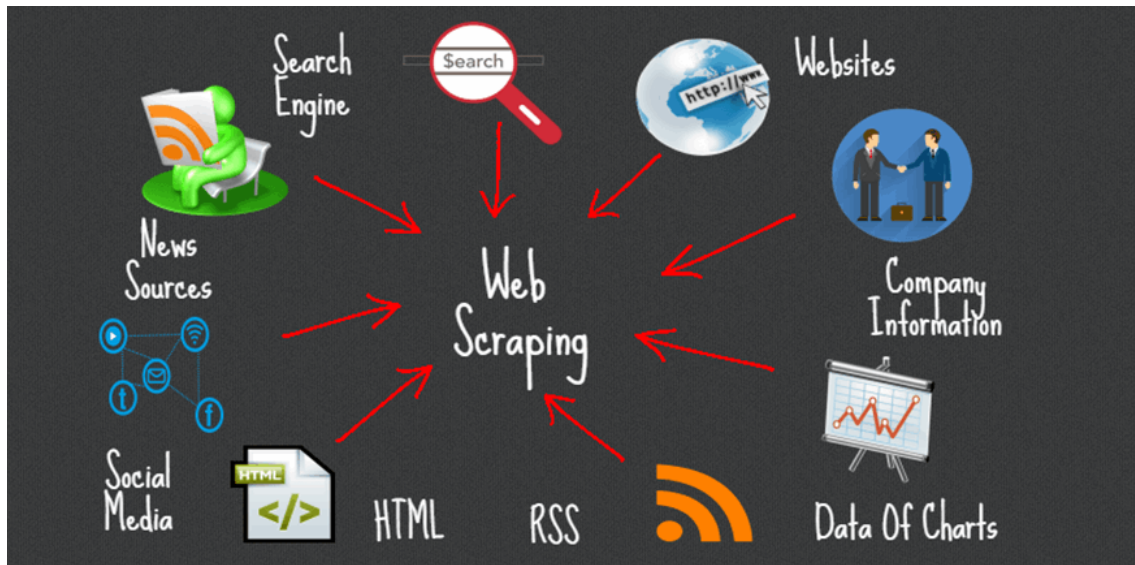 Search
Engine
$earch
http://www.
Websites
News
Sources
Web
Scraping
Company
Information
t
f
Social
Media
HTML
</>
HTML
RSS
Data Of Charts